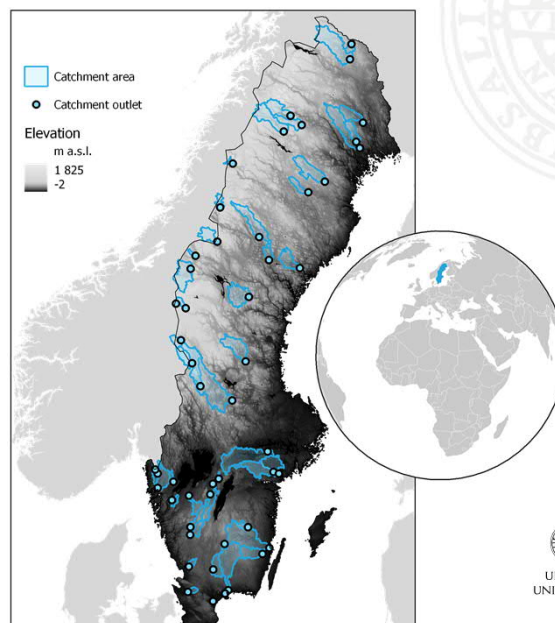 Catchment area
Catchment outlet
Elevation
m a.s.l.
1 825
-2